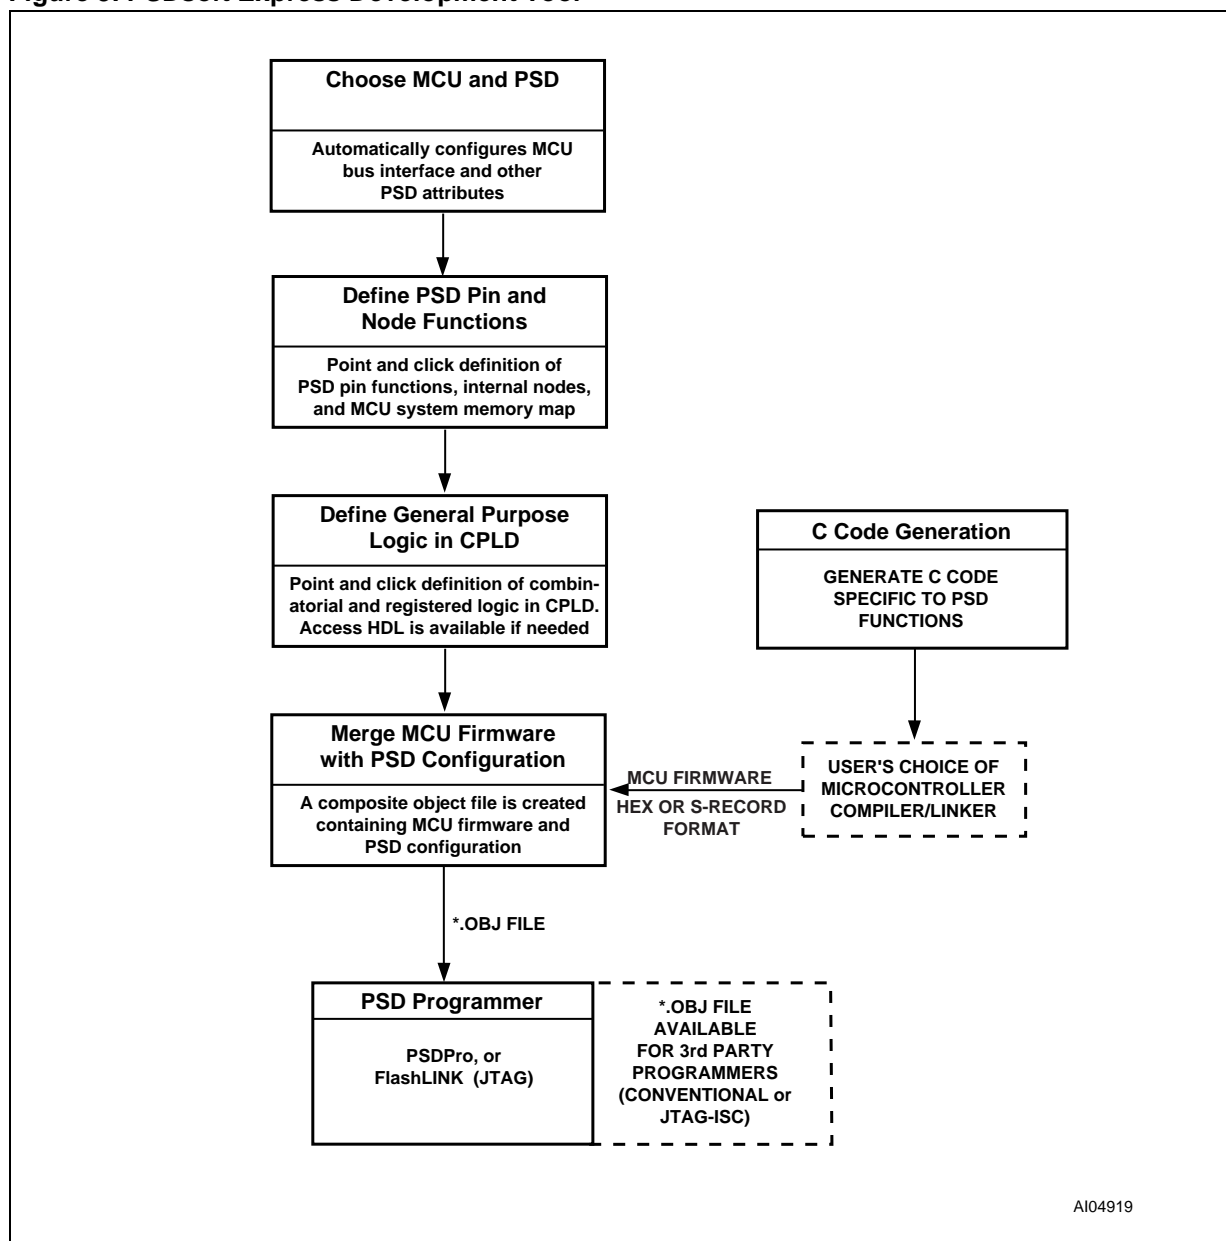 Choose MCU and PSD
Automatically configures MCU
bus interface and other
PSD attributes
Define PSD Pin and
Node Functions
Point and click definition of
PSD pin functions, internal nodes,
and MCU system memory map
Define General Purpose
Logic in CPLD
Point and click definition of combin-
atorial and registered logic in CPLD.
Access HDL is available if needed
C Code Generation
GENERATE C CODE
SPECIFIC TO PSD
FUNCTIONS
Merge MCU Firmware
with PSD Configuration
A composite object file is created
containing MCU firmware and
PSD configuration
MCU FIRMWARE
HEX OR S-RECORD
FORMAT
USER'S CHOICE OF
MICROCONTROLLER
COMPILER/LINKER
*.OBJ FILE
PSD Programmer
PSDPro, or
FlashLINK (JTAG)
*.OBJ FILE
AVAILABLE
FOR 3rd PARTY
PROGRAMMERS
(CONVENTIONAL or
JTAG-ISC)
AI04919